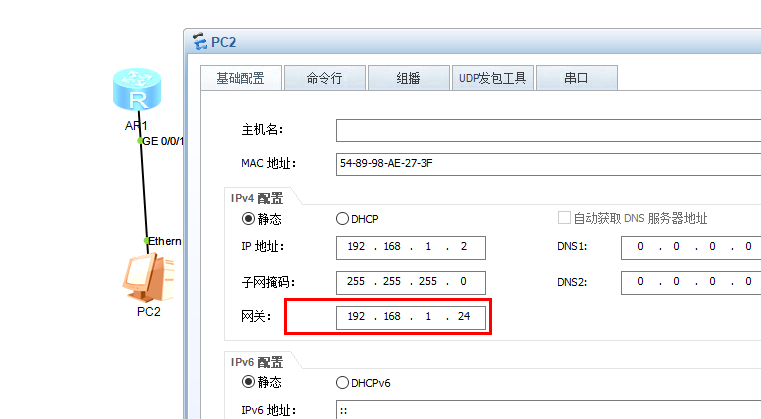 PC2
基础配置 命令行 组播 UDP发包工具 串口
R
AR1
GE 0/0/1
Ethern
PC2
主机名:
MAC 地址: 54-89-98-AE-27-3F
IPv4 配置
静态 DHCP 自动获取 DNS 服务器地址
IP 地址: 192 . 168 . 1 . 2 DNS1: 0 . 0 . 0 . 0
子网掩码: 255 . 255 . 255 . 0 DNS2: 0 . 0 . 0 . 0
网关: 192 . 168 . 1 . 24
IPv6 配置
静态 DHCPv6
IPv6 地址: ::